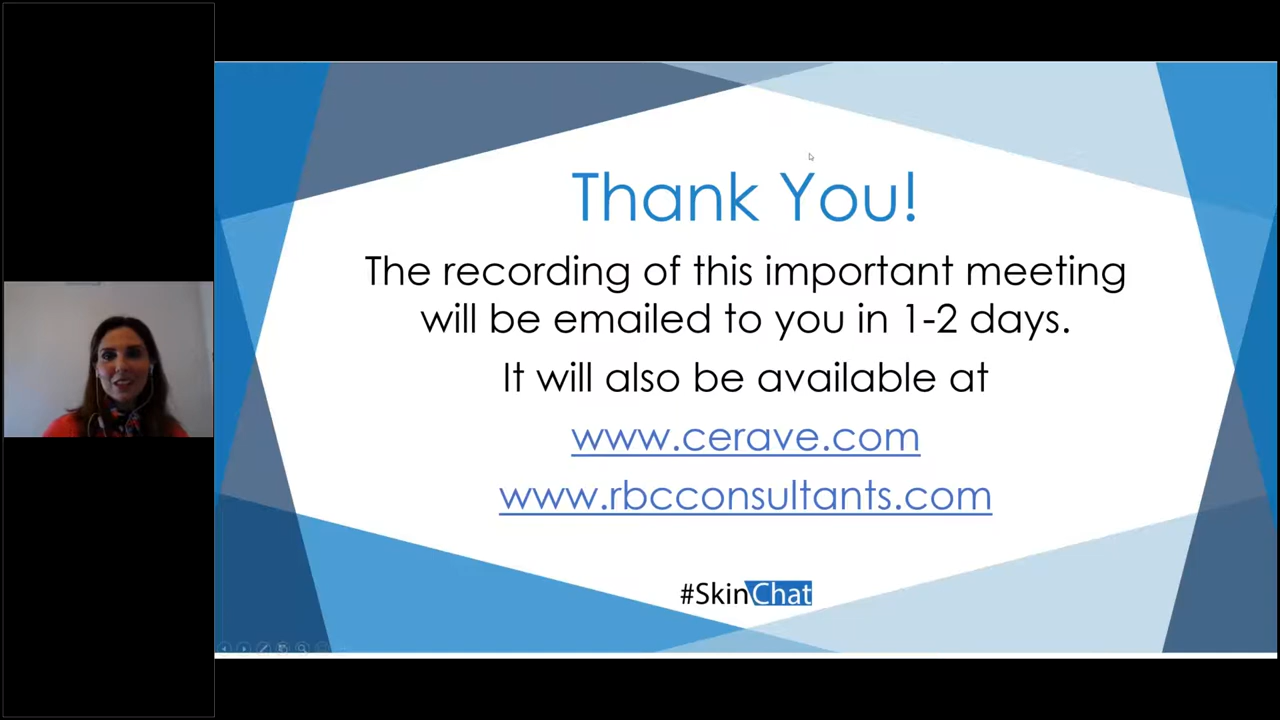 Thank You!
The recording of this important meeting
will be emailed to you in 1-2 days.
It will also be available at
www.cerave.com
www.rbcconsultants.com
#SkinChat